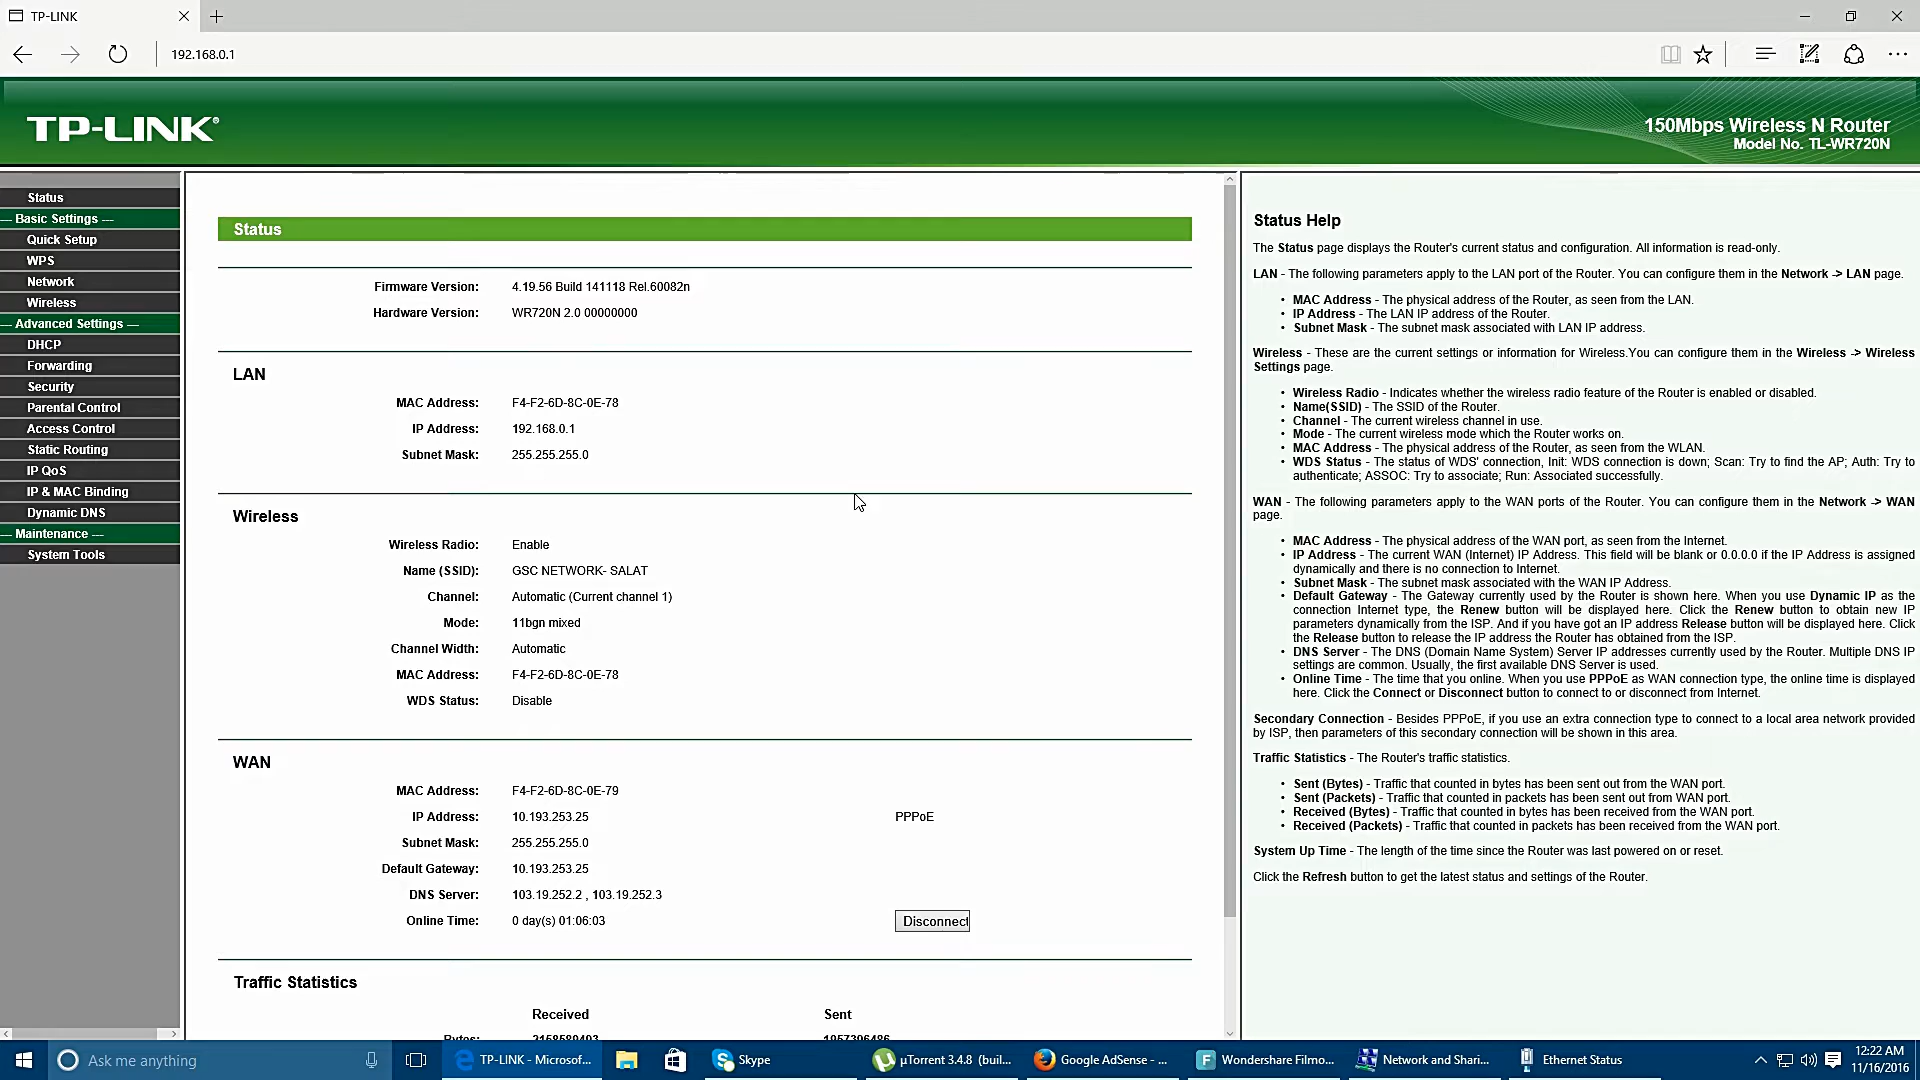 TP-LINK
192.168.0.1
TP-LINK®
150Mbps Wireless N Router
Model No. TL-WR720N
Status
--- Basic Settings ---
Quick Setup
WPS
Network
Wireless
--- Advanced Settings ---
DHCP
Forwarding
Security
Parental Control
Access Control
Static Routing
IP QoS
IP & MAC Binding
Dynamic DNS
--- Maintenance ---
System Tools
Status
Firmware Version: 4.19.56 Build 141118 Rel.60082n
Hardware Version: WR720N 2.0 00000000
LAN
MAC Address: F4-F2-6D-8C-0E-78
IP Address: 192.168.0.1
Subnet Mask: 255.255.255.0
Wireless
Wireless Radio: Enable
Name (SSID): GSC NETWORK- SALAT
Channel: Automatic (Current channel 1)
Mode: 11bgn mixed
Channel Width: Automatic
MAC Address: F4-F2-6D-8C-0E-78
WDS Status: Disable
WAN
MAC Address: F4-F2-6D-8C-0E-79
IP Address: 10.193.253.25 PPPoE
Subnet Mask: 255.255.255.0
Default Gateway: 10.193.253.25
DNS Server: 103.19.252.2 , 103.19.252.3
Online Time: 0 day(s) 01:06:03 Disconnect
Traffic Statistics
Received Sent
Status Help
The Status page displays the Router's current status and configuration. All information is read-only.
LAN - The following parameters apply to the LAN port of the Router. You can configure them in the Network -> LAN page.
• MAC Address - The physical address of the Router, as seen from the LAN.
• IP Address - The LAN IP address of the Router.
• Subnet Mask - The subnet mask associated with LAN IP address.
Wireless - These are the current settings or information for Wireless.You can configure them in the Wireless -> Wireless
Settings page.
• Wireless Radio - Indicates whether the wireless radio feature of the Router is enabled or disabled.
• Name(SSID) - The SSID of the Router.
• Channel - The current wireless channel in use.
• Mode - The current wireless mode which the Router works on.
• MAC Address - The physical address of the Router, as seen from the WLAN.
• WDS Status - The status of WDS' connection, Init: WDS connection is down; Scan: Try to find the AP; Auth: Try to
authenticate; ASSOC: Try to associate; Run: Associated successfully.
WAN - The following parameters apply to the WAN ports of the Router. You can configure them in the Network -> WAN
page.
• MAC Address - The physical address of the WAN port, as seen from the Internet.
• IP Address - The current WAN (Internet) IP Address. This field will be blank or 0.0.0.0 if the IP Address is assigned
dynamically and there is no connection to Internet.
• Subnet Mask - The subnet mask associated with the WAN IP Address.
• Default Gateway - The Gateway currently used by the Router is shown here. When you use Dynamic IP as the
connection Internet type, the Renew button will be displayed here. Click the Renew button to obtain new IP
parameters dynamically from the ISP. And if you have got an IP address Release button will be displayed here. Click
the Release button to release the IP address the Router has obtained from the ISP.
• DNS Server - The DNS (Domain Name System) Server IP addresses currently used by the Router. Multiple DNS IP
settings are common. Usually, the first available DNS Server is used.
• Online Time - The time that you online. When you use PPPoE as WAN connection type, the online time is displayed
here. Click the Connect or Disconnect button to connect to or disconnect from Internet.
Secondary Connection - Besides PPPoE, if you use an extra connection type to connect to a local area network provided
by ISP, then parameters of this secondary connection will be shown in this area.
Traffic Statistics - The Router's traffic statistics.
• Sent (Bytes) - Traffic that counted in bytes has been sent out from the WAN port.
• Sent (Packets) - Traffic that counted in packets has been sent out from WAN port.
• Received (Bytes) - Traffic that counted in bytes has been received from the WAN port.
• Received (Packets) - Traffic that counted in packets has been received from the WAN port.
System Up Time - The length of the time since the Router was last powered on or reset.
Click the Refresh button to get the latest status and settings of the Router.
Ask me anything
TP-LINK - Microsof...
Skype
µTorrent 3.4.8 (buil...
Google AdSense - ...
Wondershare Filmo...
Network and Shari...
Ethernet Status
12:22 AM
11/16/2016